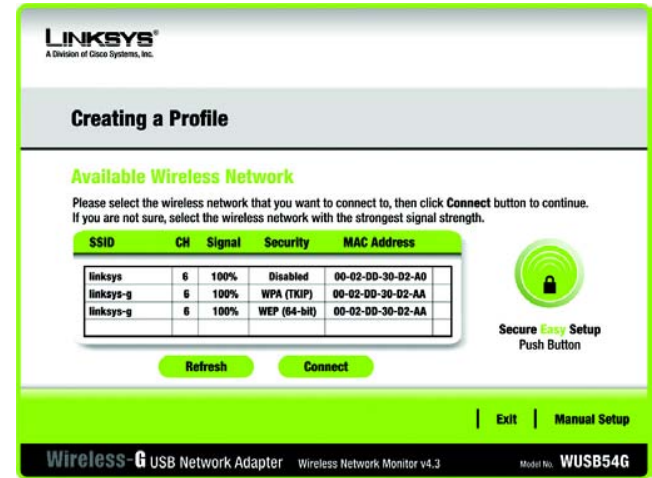 LINKSYS®
A Division of Cisco Systems, Inc.
Creating a Profile
Available Wireless Network
Please select the wireless network that you want to connect to, then click Connect button to continue.
If you are not sure, select the wireless network with the strongest signal strength.
SSID CH Signal Security MAC Address
linksys 6 100% Disabled 00-02-DD-30-D2-A0
linksys-g 6 100% WPA (TKIP) 00-02-DD-30-D2-AA
linksys-g 6 100% WEP (64-bit) 00-02-DD-30-D2-AA
Secure Easy Setup
Push Button
Refresh Connect
Exit Manual Setup
Wireless-G USB Network Adapter Wireless Network Monitor v4.3 Model No. WUSB54G